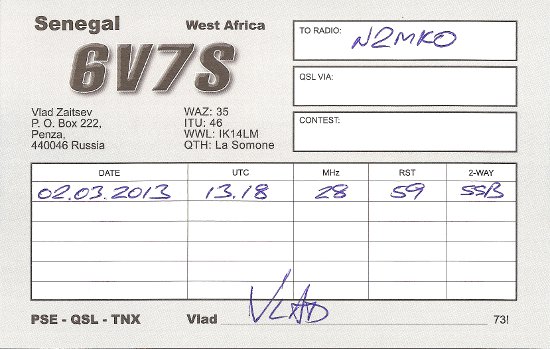 Senegal West Africa
6V7S
TO RADIO: N2MKO
QSL VIA:
CONTEST:
Vlad Zaitsev
P. O. Box 222,
Penza,
440046 Russia
WAZ: 35
ITU: 46
WWL: IK14LM
QTH: La Somone
DATE UTC MHz RST 2-WAY
02.03.2013 13.18 28 59 SSB
PSE - QSL - TNX Vlad VLAD 73!